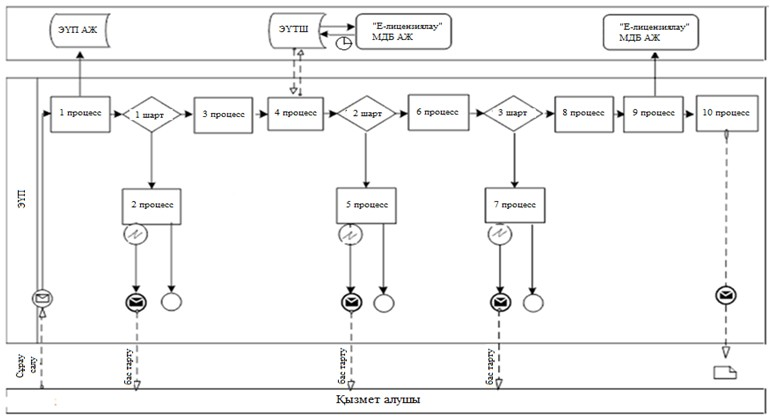 ЭҮП АЖ
ЭҮТШ
"Е-лицензиялау"
МДБ АЖ
"Е-лицензиялау"
МДБ АЖ
ЭҮП
1 процесс
1 шарт
3 процесс
4 процесс
2 шарт
6 процесс
3 шарт
8 процесс
9 процесс
10 процесс
2 процесс
5 процесс
7 процесс
Сұрау
салу
бас тарту
бас тарту
бас тарту
Қызмет алушы